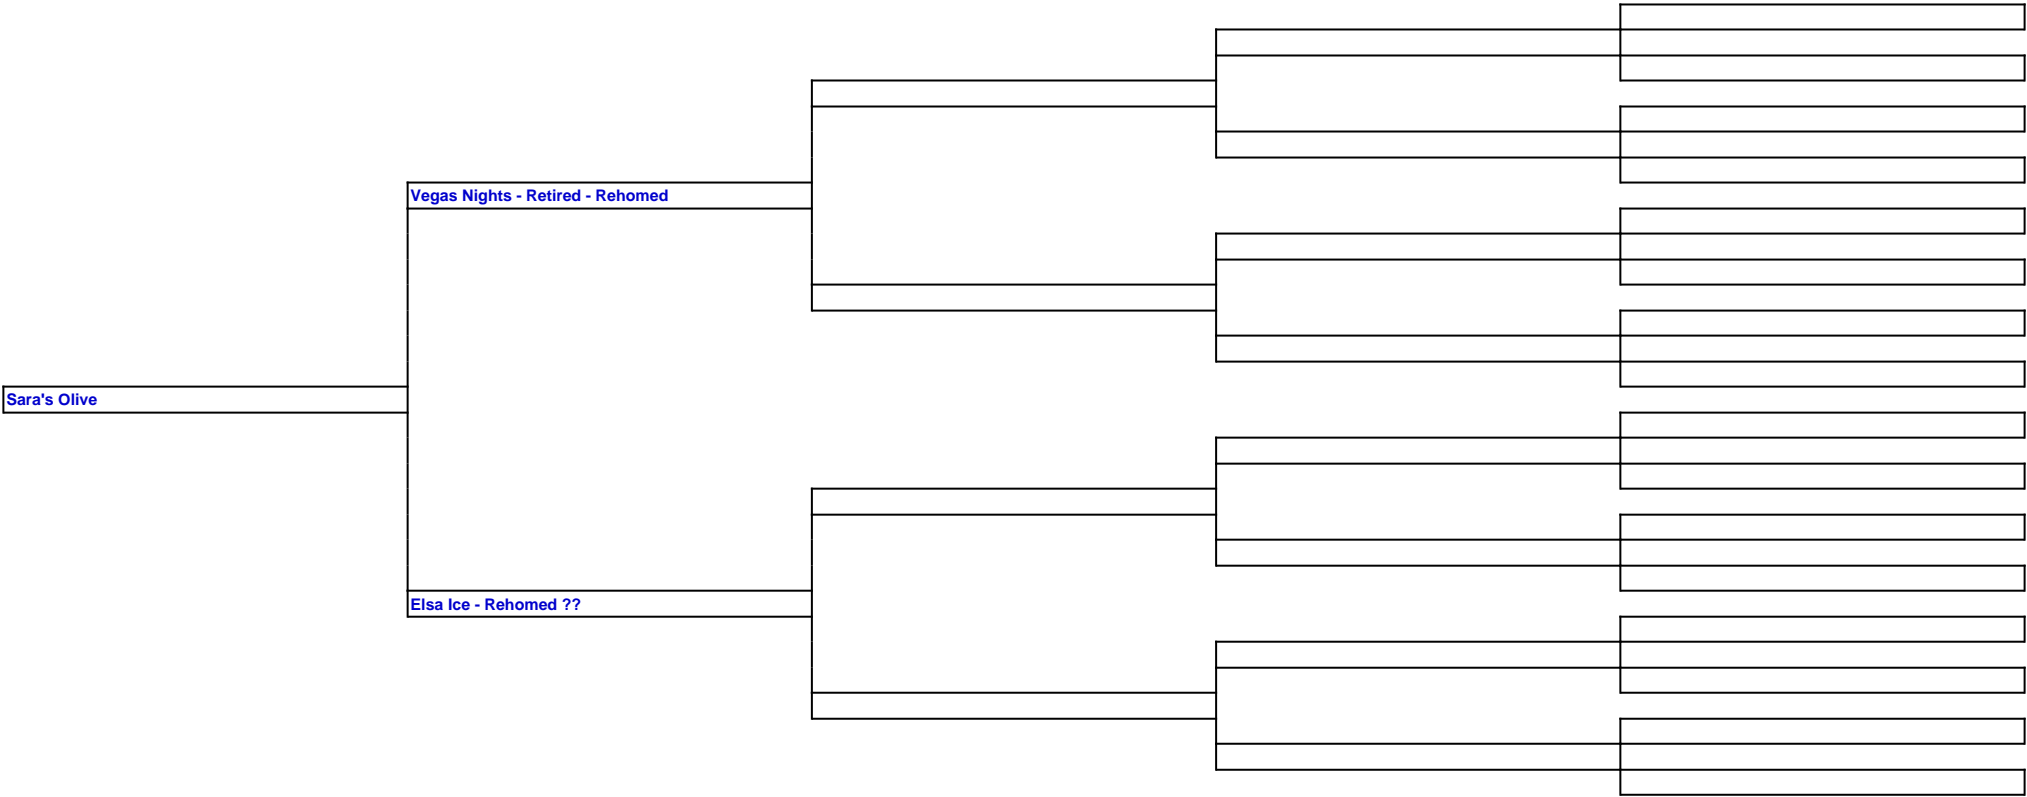 Vegas Nights - Retired - Rehomed
Sara's Olive
Elsa Ice - Rehomed ??